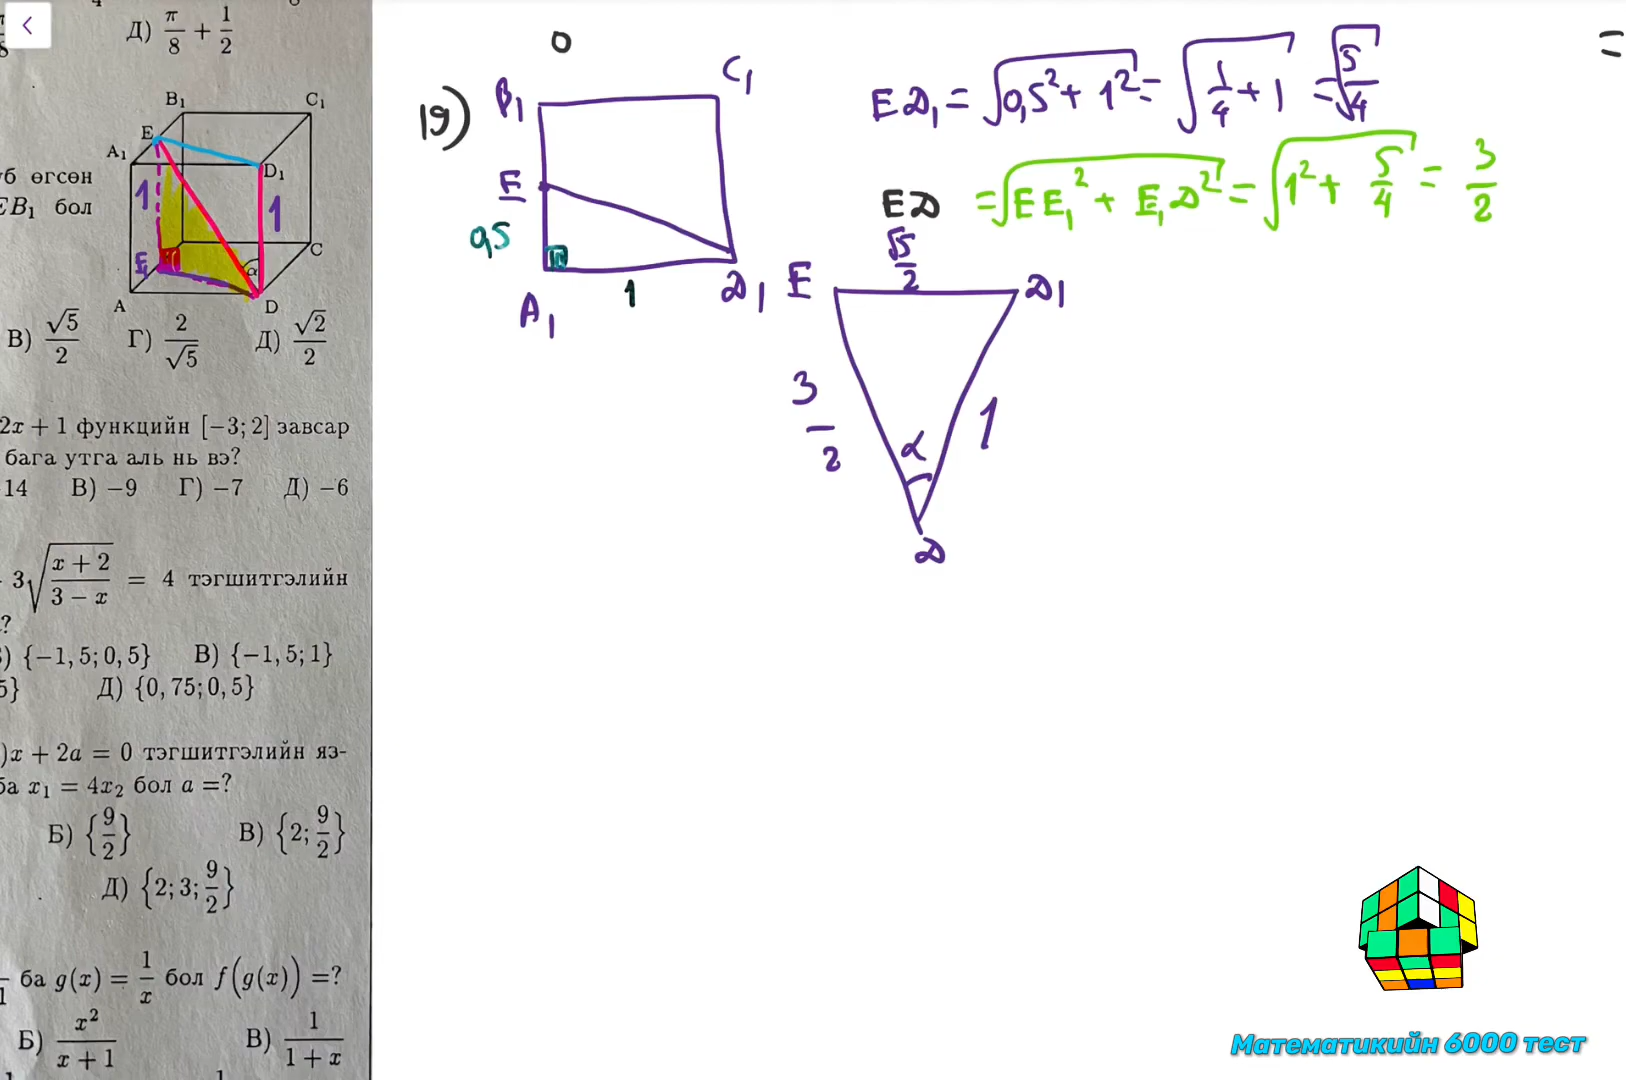 Д) π/8 + 1/2
B₁ C₁
E
A₁ D₁
1 1
E₁ α C
A D
өгсөн
EB₁ бол
В) √5/2 Г) 2/√5 Д) √2/2
2x + 1 функцийн [−3; 2] завсар
бага утга аль нь вэ?
14 В) −9 Г) −7 Д) −6
3√((x + 2)/(3 − x)) = 4 тэгшитгэлийн
?
) {−1, 5; 0, 5} В) {−1, 5; 1}
5} Д) {0, 75; 0, 5}
)x + 2a = 0 тэгшитгэлийн яз-
ба x₁ = 4x₂ бол a =?
Б) {9/2} В) {2; 9/2}
Д) {2; 3; 9/2}
ба g(x) = 1/x бол f(g(x)) =?
Б) x²/(x + 1) В) 1/(1 + x)
0
19) B₁ C₁
E
0,5
A₁ 1 D₁
ED₁ = √(0,5² + 1²) = √(1/4 + 1) = √(5/4)
=
ED = √(EE₁² + E₁D²) = √(1² + 5/4) = 3/2
E √5/2 D₁
3/2 1
α
D
Математикийн 6000 тест